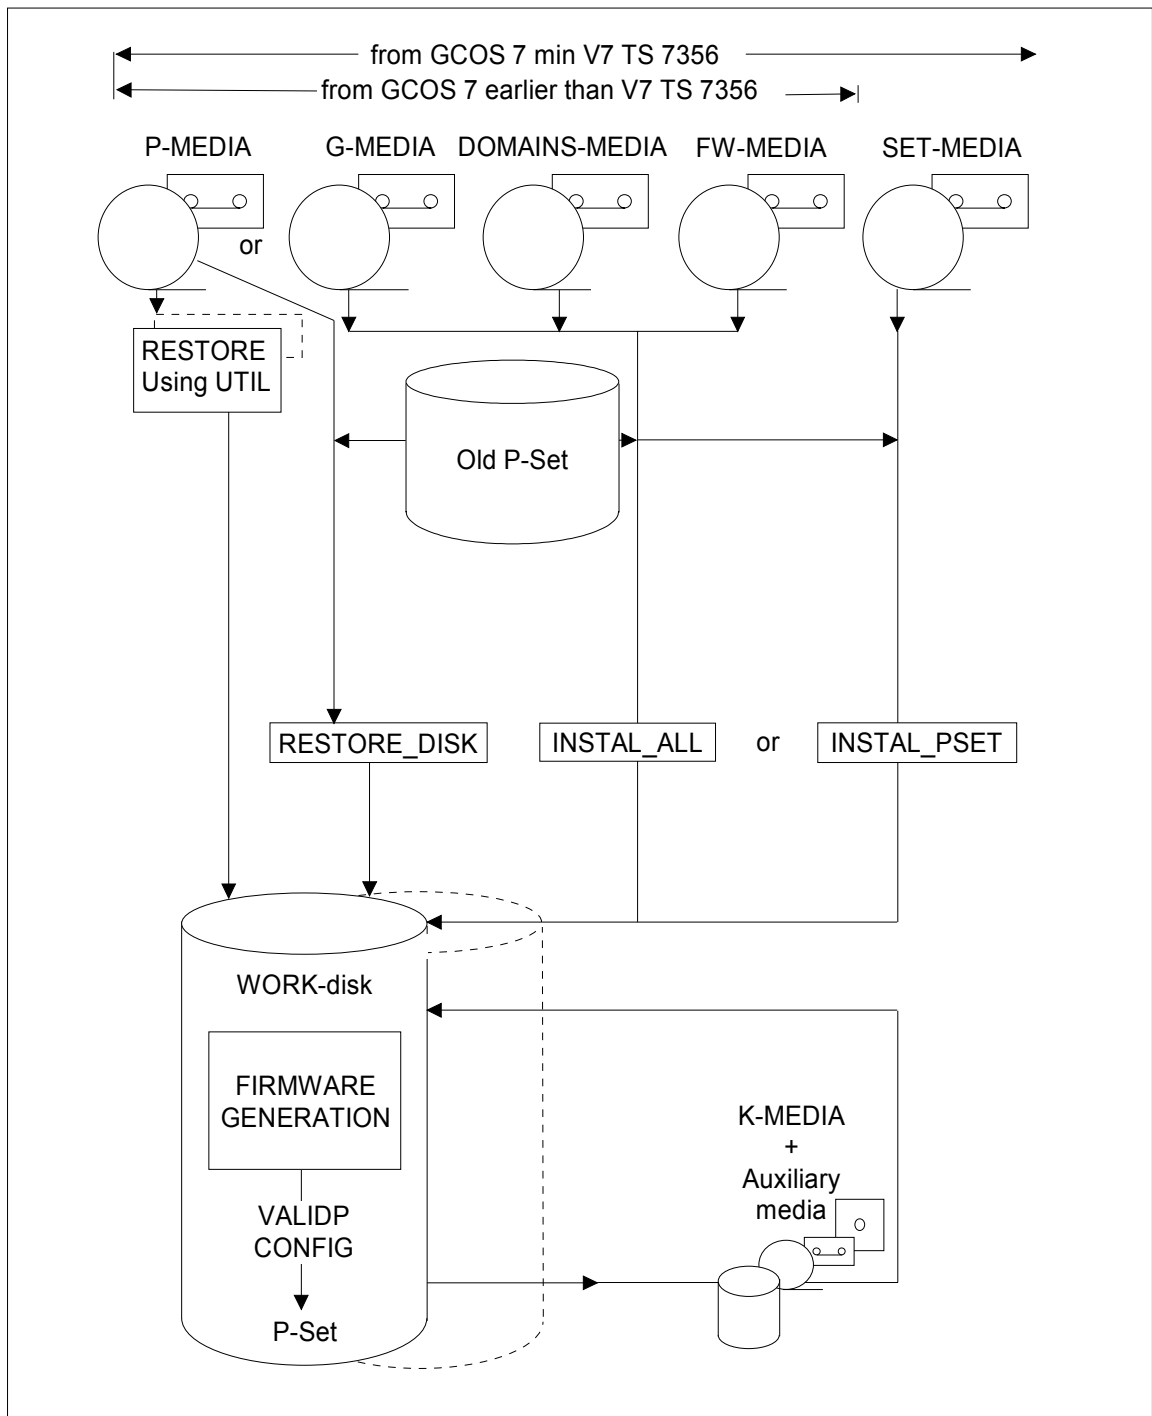 from GCOS 7 min V7 TS 7356
from GCOS 7 earlier than V7 TS 7356
P-MEDIA
G-MEDIA
DOMAINS-MEDIA
FW-MEDIA
SET-MEDIA
or
RESTORE
Using UTIL
Old P-Set
RESTORE_DISK
INSTAL_ALL
or
INSTAL_PSET
WORK-disk
FIRMWARE
GENERATION
VALIDP
CONFIG
P-Set
K-MEDIA
+
Auxiliary
media